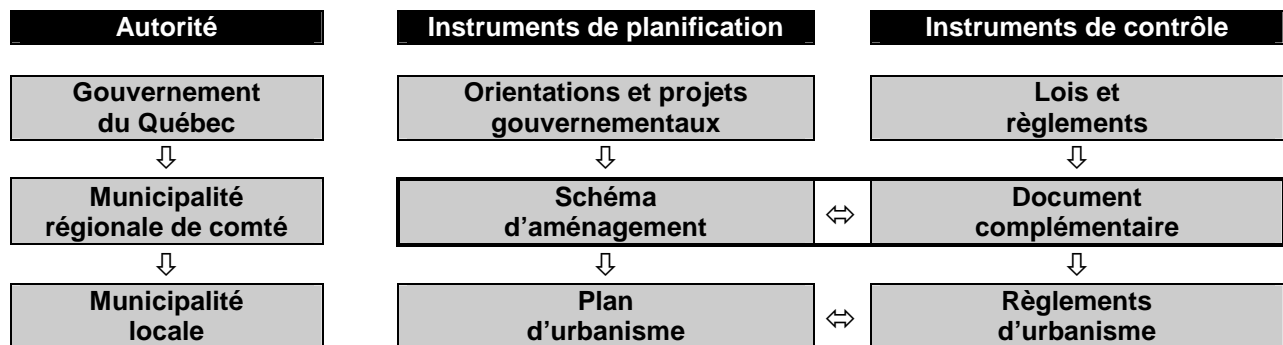 Autorité
Instruments de planification
Instruments de contrôle
Gouvernement
du Québec
Orientations et projets
gouvernementaux
Lois et
règlements
Municipalité
régionale de comté
Schéma
d'aménagement
Document
complémentaire
Municipalité
locale
Plan
d'urbanisme
Règlements
d'urbanisme